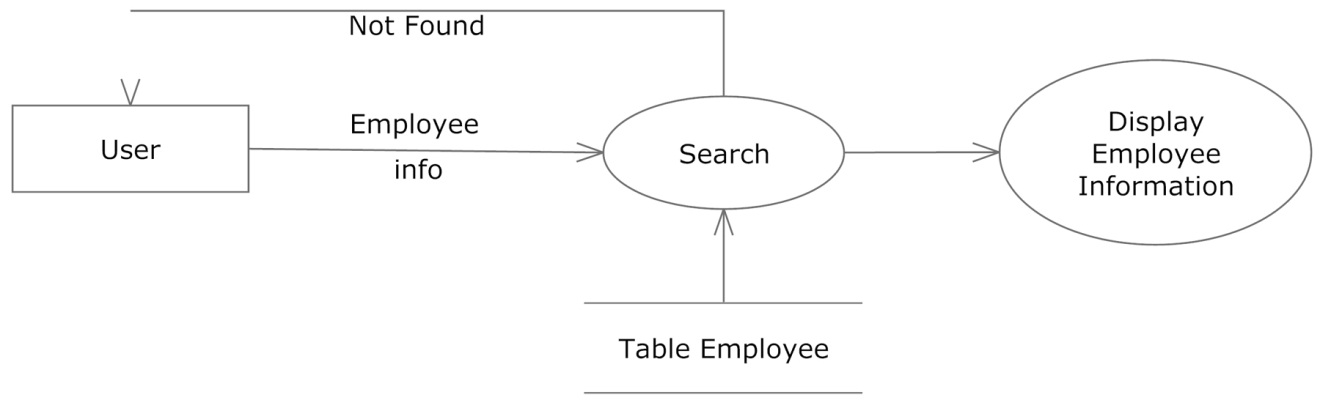 Not Found
User
Employee
info
Search
Display
Employee
Information
Table Employee